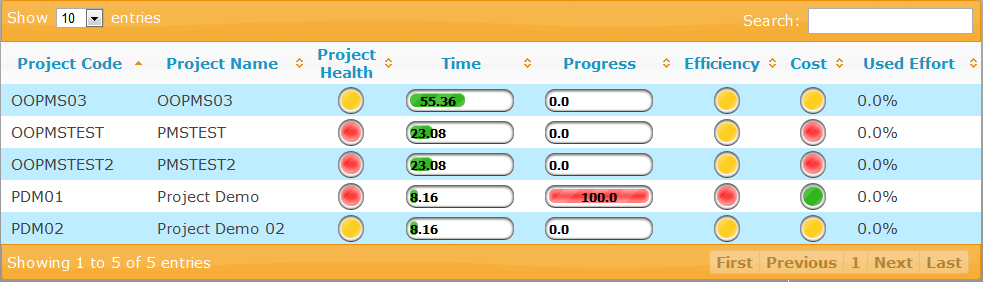 Show 10 entries Search:
Project Code Project Name Project Health Time Progress Efficiency Cost Used Effort
OOPMS03 OOPMS03 55.36 0.0 0.0%
OOPMSTEST PMSTEST 23.08 0.0 0.0%
OOPMSTEST2 PMSTEST2 23.08 0.0 0.0%
PDM01 Project Demo 8.16 100.0 0.0%
PDM02 Project Demo 02 8.16 0.0 0.0%
Showing 1 to 5 of 5 entries First Previous 1 Next Last